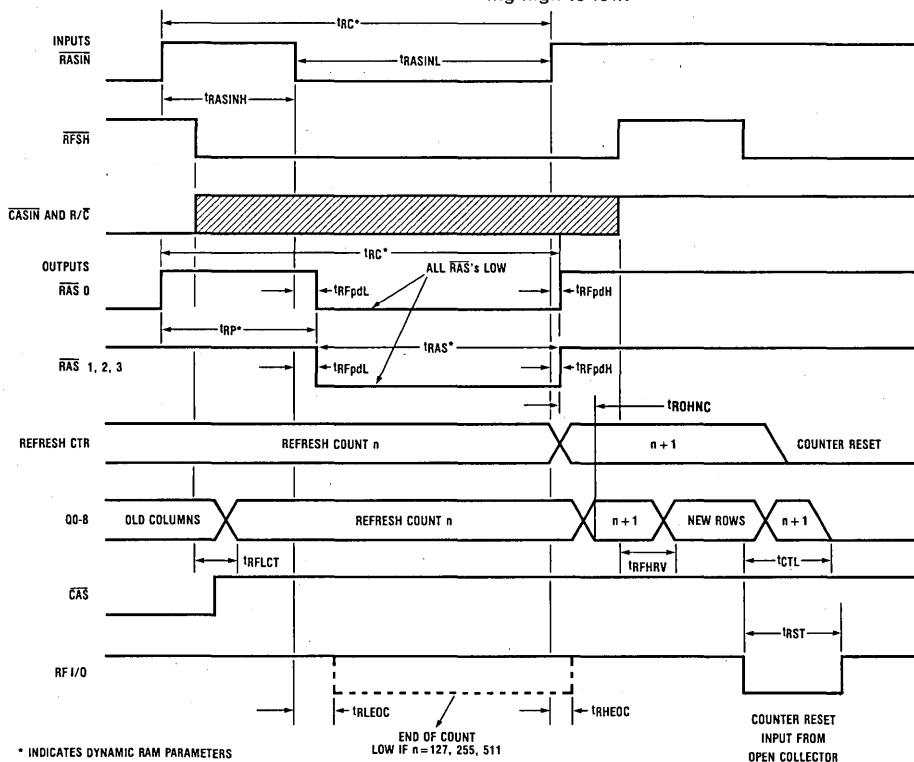 tRC*
INPUTS
RASIN
tRASINL
tRASINH
RFSH
CASIN AND R/C
tRC*
OUTPUTS
ALL RAS's LOW
RAS 0
tRFpdL
tRFpdH
tRP*
tRAS*
RAS 1, 2, 3
tRFpdL
tRFpdH
tROHNC
REFRESH CTR
REFRESH COUNT n
n + 1
COUNTER RESET
Q0-8
OLD COLUMNS
REFRESH COUNT n
n + 1
NEW ROWS
n + 1
tRFLCT
tRFHRV
tCTL
CAS
tRST
RF I/O
tRLEOC
tRHEOC
END OF COUNT
LOW IF n = 127, 255, 511
COUNTER RESET
INPUT FROM
OPEN COLLECTOR
* INDICATES DYNAMIC RAM PARAMETERS